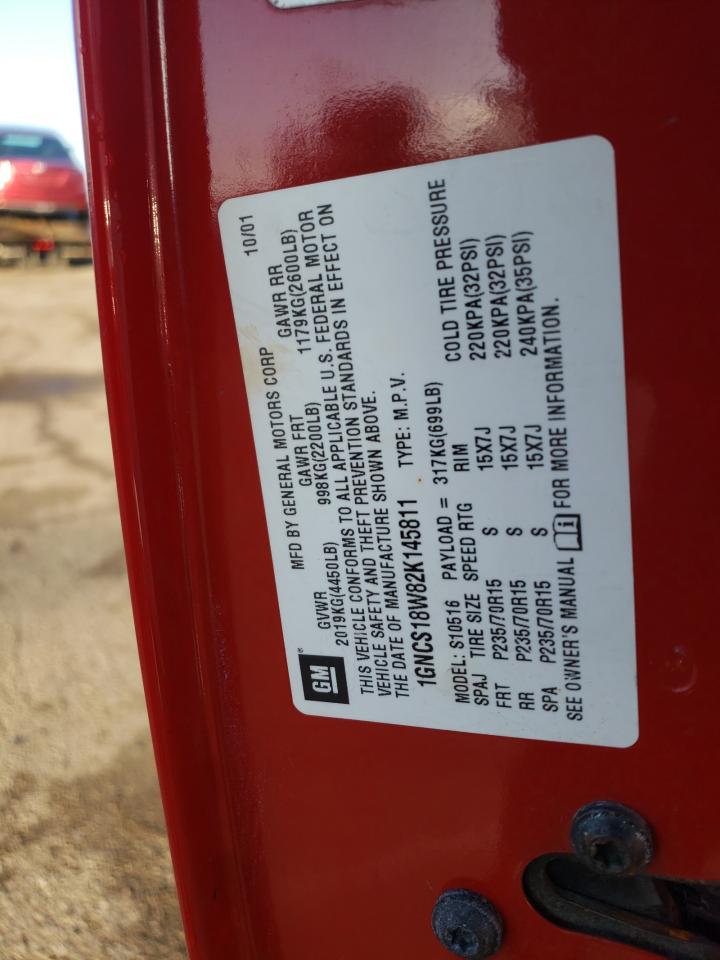 MFD BY GENERAL MOTORS CORP 10/01
GM
GVWR GAWR FRT GAWR RR
2019KG(4450LB) 998KG(2200LB) 1179KG(2600LB)
THIS VEHICLE CONFORMS TO ALL APPLICABLE U.S. FEDERAL MOTOR
VEHICLE SAFETY AND THEFT PREVENTION STANDARDS IN EFFECT ON
THE DATE OF MANUFACTURE SHOWN ABOVE.
1GNCS18W82K145811 TYPE: M.P.V.
MODEL: S10516 PAYLOAD = 317KG(699LB)
SPAJ TIRE SIZE SPEED RTG RIM COLD TIRE PRESSURE
FRT P235/70R15 S 15X7J 220KPA(32PSI)
RR P235/70R15 S 15X7J 220KPA(32PSI)
SPA P235/70R15 S 15X7J 240KPA(35PSI)
SEE OWNER'S MANUAL FOR MORE INFORMATION.